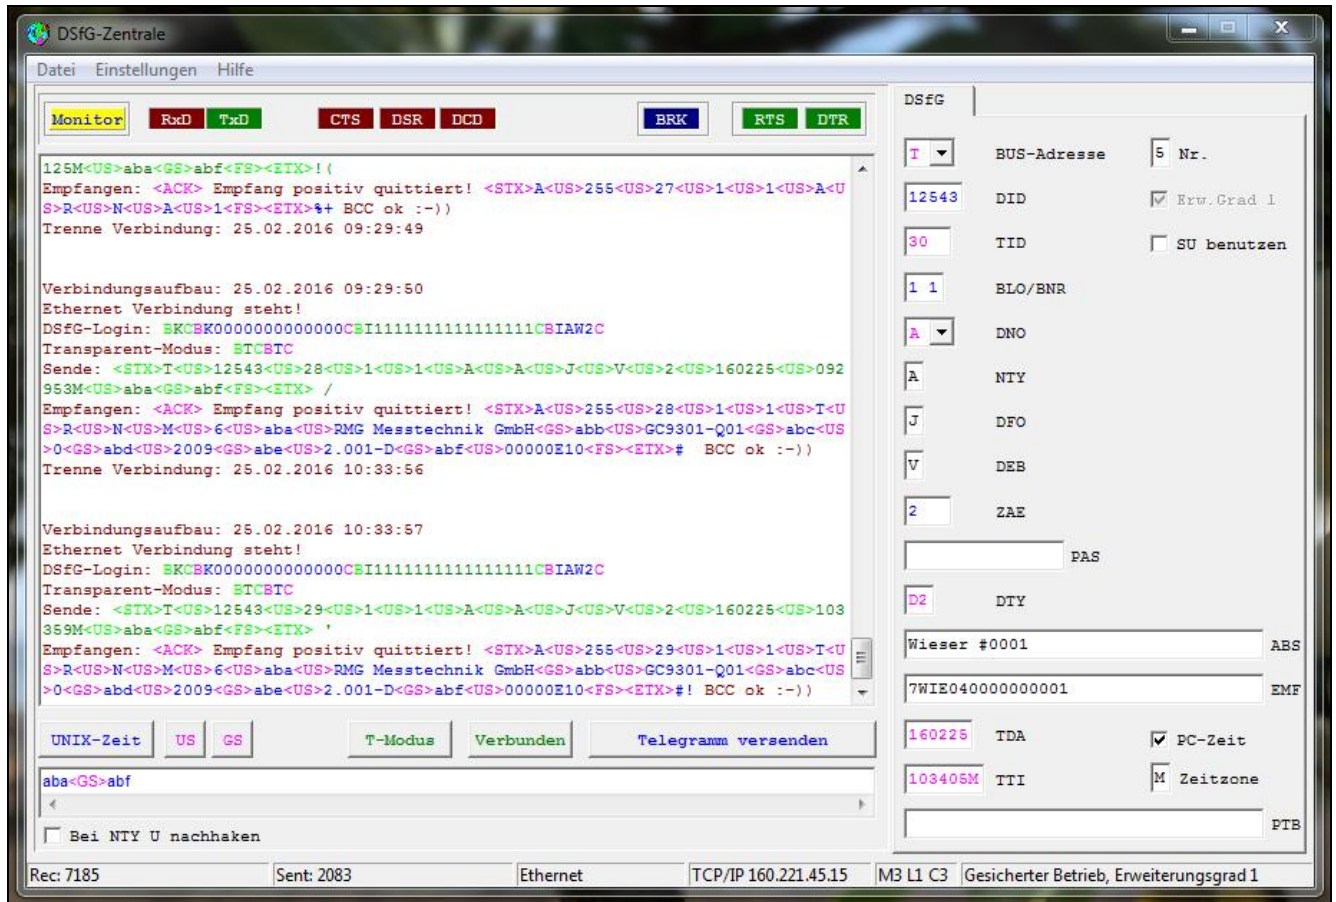 DSfG-Zentrale
Datei Einstellungen Hilfe
Monitor RxD TxD CTS DSR DCD BRK RTS DTR
125M<US>aba<GS>abf<FS><ETX>!(
Empfangen: <ACK> Empfang positiv quittiert! <STX>A<US>255<US>27<US>1<US>1<US>A<U
S>R<US>N<US>A<US>1<FS><ETX>%+ BCC ok :-))
Trenne Verbindung: 25.02.2016 09:29:49
Verbindungsaufbau: 25.02.2016 09:29:50
Ethernet Verbindung steht!
DSfG-Login: BKCBK0000000000000CBI1111111111111111CBIAW2C
Transparent-Modus: BTCBTC
Sende: <STX>T<US>12543<US>28<US>1<US>1<US>A<US>A<US>J<US>V<US>2<US>160225<US>092
953M<US>aba<GS>abf<FS><ETX> /
Empfangen: <ACK> Empfang positiv quittiert! <STX>A<US>255<US>28<US>1<US>1<US>T<U
S>R<US>N<US>M<US>6<US>aba<US>RMG Messtechnik GmbH<GS>abb<US>GC9301-Q01<GS>abc<US
>0<GS>abd<US>2009<GS>abe<US>2.001-D<GS>abf<US>00000E10<FS><ETX>#  BCC ok :-))
Trenne Verbindung: 25.02.2016 10:33:56
Verbindungsaufbau: 25.02.2016 10:33:57
Ethernet Verbindung steht!
DSfG-Login: BKCBK0000000000000CBI1111111111111111CBIAW2C
Transparent-Modus: BTCBTC
Sende: <STX>T<US>12543<US>29<US>1<US>1<US>A<US>A<US>J<US>V<US>2<US>160225<US>103
359M<US>aba<GS>abf<FS><ETX> '
Empfangen: <ACK> Empfang positiv quittiert! <STX>A<US>255<US>29<US>1<US>1<US>T<U
S>R<US>N<US>M<US>6<US>aba<US>RMG Messtechnik GmbH<GS>abb<US>GC9301-Q01<GS>abc<US
>0<GS>abd<US>2009<GS>abe<US>2.001-D<GS>abf<US>00000E10<FS><ETX>#! BCC ok :-))
UNIX-Zeit US GS T-Modus Verbunden Telegramm versenden
aba<GS>abf
Bei NTY U nachhaken
DSfG
T BUS-Adresse 5 Nr.
12543 DID Erw.Grad 1
30 TID SU benutzen
1 1 BLO/BNR
A DNO
A NTY
J DFO
V DEB
2 ZAE
PAS
D2 DTY
Wieser #0001 ABS
7WIE040000000001 EMF
160225 TDA PC-Zeit
103405M TTI M Zeitzone
PTB
Rec: 7185 Sent: 2083 Ethernet TCP/IP 160.221.45.15 M3 L1 C3 Gesicherter Betrieb, Erweiterungsgrad 1